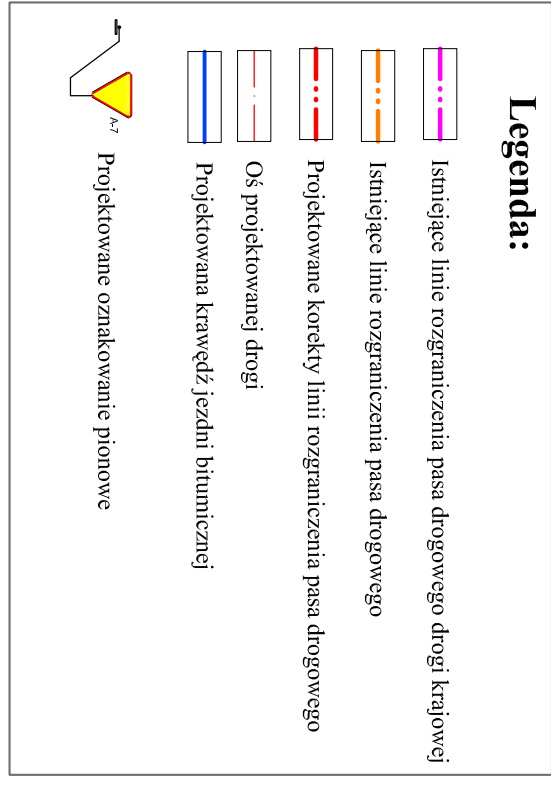 Legenda:
Istniejące linie rozgraniczenia pasa drogowego drogi krajowej
Istniejące linie rozgraniczenia pasa drogowego
Projektowane korekty linii rozgraniczenia pasa drogowego
Oś projektowanej drogi
Projektowana krawędź jezdni bitumicznej
A-7
Projektowane oznakowanie pionowe